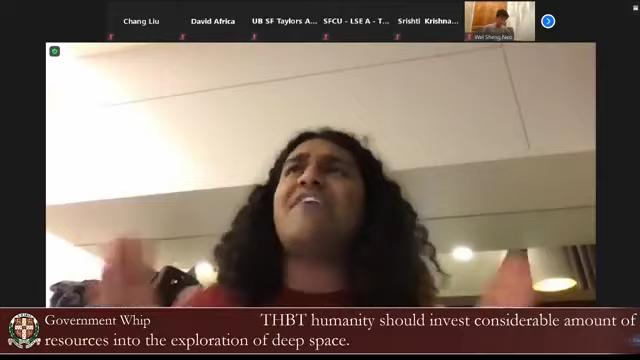 Chang Liu
David Africa
UB SF Taylors A...
SFCU - LSE A - T...
Srishti Krishna...
Wei Sheng Neo
Government Whip
THBT humanity should invest considerable amount of
resources into the exploration of deep space.